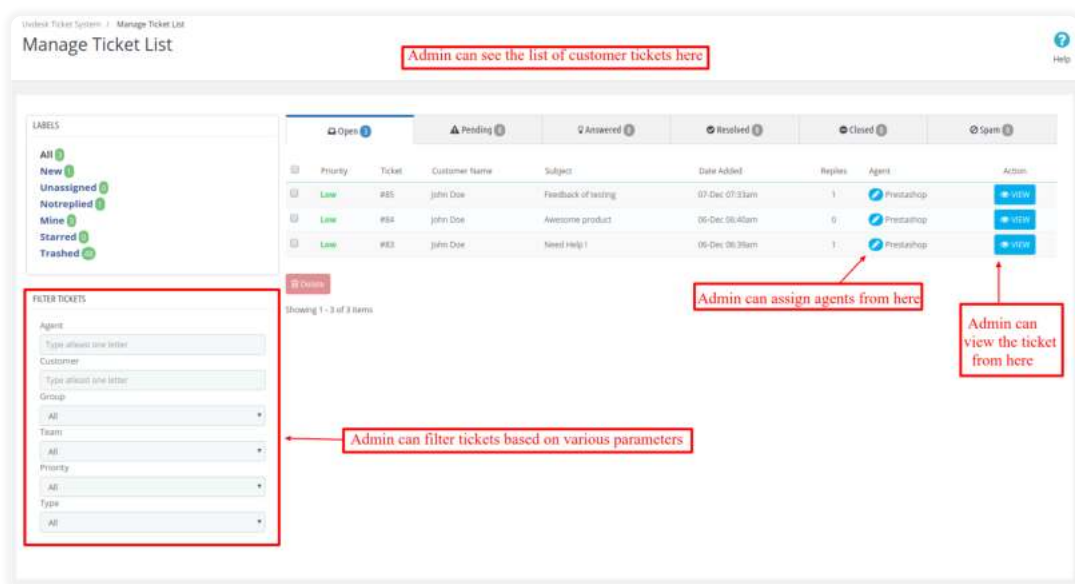 Uvdesk Ticket System / Manage Ticket List
Manage Ticket List
Admin can see the list of customer tickets here
Help
LABELS
All 3
New 1
Unassigned 0
Notreplied 1
Mine 0
Starred 0
Trashed
Open 3
Pending 0
Answered 0
Resolved 0
Closed 0
Spam 0
Priority Ticket Customer Name Subject Date Added Replies Agent Action
Low #85 John Doe Feedback of testing 07-Dec 07:33am 1 Prestashop VIEW
Low #84 John Doe Awesome product 06-Dec 06:40am 0 Prestashop VIEW
Low #83 John Doe Need Help ! 06-Dec 06:39am 1 Prestashop VIEW
Delete
Showing 1 - 3 of 3 items
Admin can assign agents from here
Admin can
view the ticket
from here
FILTER TICKETS
Agent
Type atleast one letter
Customer
Type atleast one letter
Group
All
Team
All
Priority
All
Type
All
Admin can filter tickets based on various parameters